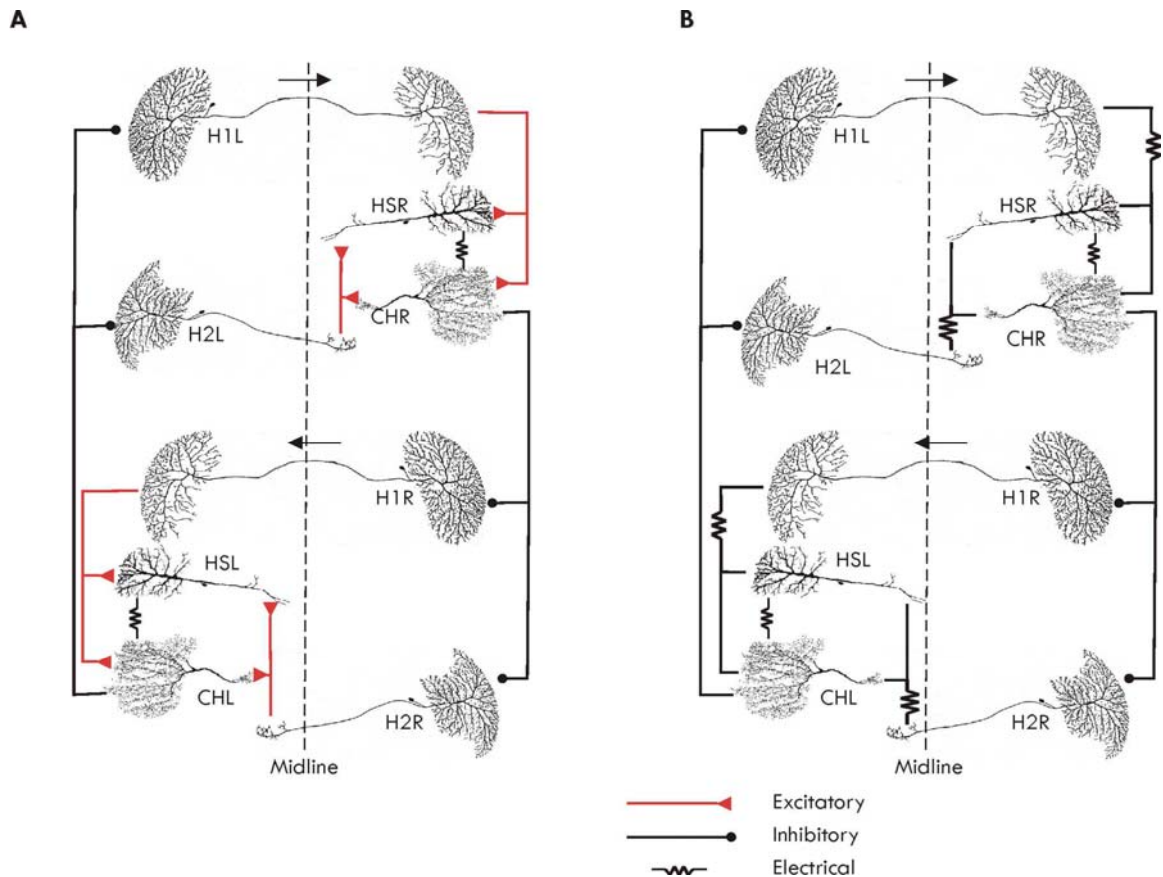 A
B
H1L
HSR
CHR
H2L
H1R
HSL
CHL
H2R
Midline
H1L
HSR
CHR
H2L
H1R
HSL
CHL
H2R
Midline
Excitatory
Inhibitory
Electrical